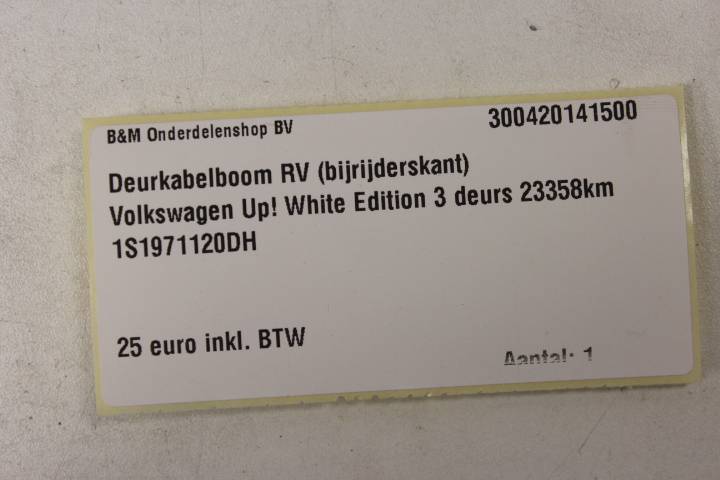 B&M Onderdelenshop BV
300420141500
Deurkabelboom RV (bijrijderskant)
Volkswagen Up! White Edition 3 deurs 23358km
1S1971120DH
25 euro inkl. BTW
Aantal: 1